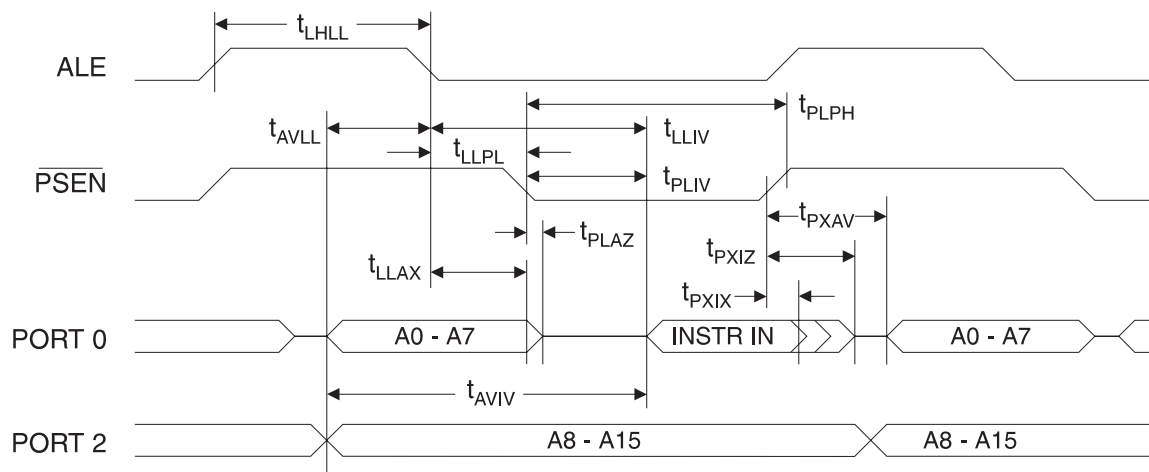 tLHLL
ALE
tPLPH
tAVLL
tLLIV
tLLPL
PSEN
tPLIV
tPXAV
tPLAZ
tPXIZ
tLLAX
tPXIX
PORT 0
A0 - A7
INSTR IN
A0 - A7
tAVIV
PORT 2
A8 - A15
A8 - A15